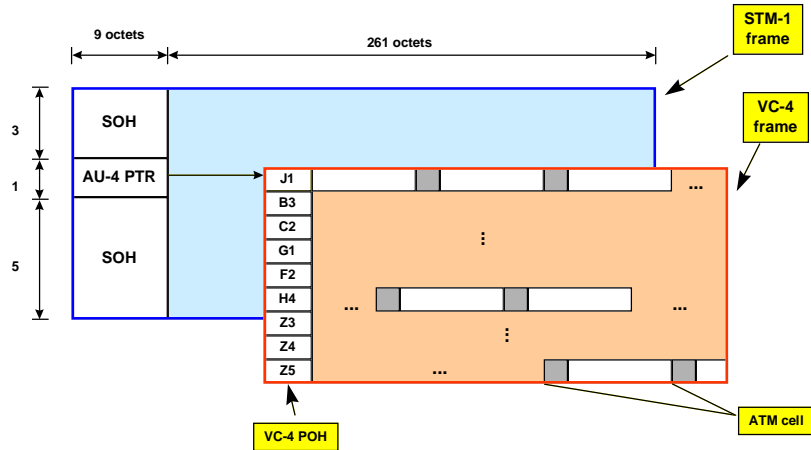 STM-1
frame
9 octets
261 octets
VC-4
frame
3
SOH
1
AU-4 PTR
J1
...
B3
C2
...
G1
5
SOH
F2
H4
...
...
Z3
...
Z4
Z5
...
VC-4 POH
ATM cell